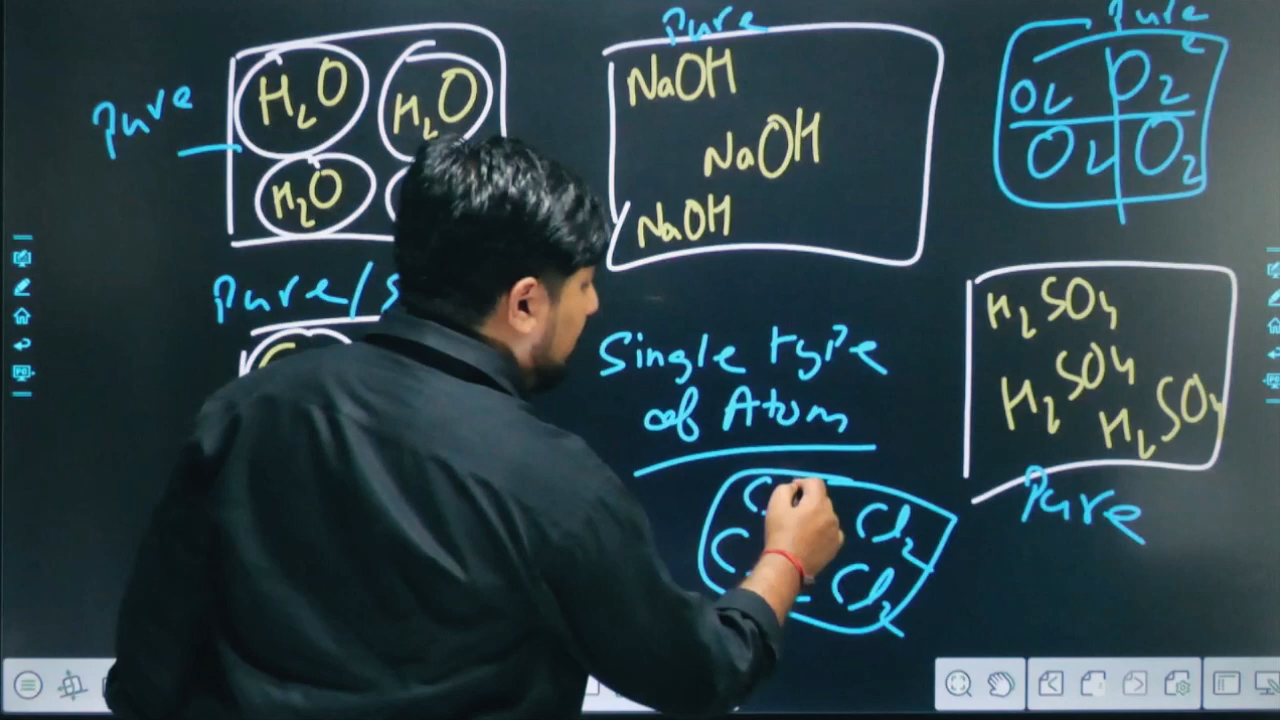 Pure
H2O H2O
H2O
Pure
NaOH
NaOH
NaOH
Pure
O2 O2
O2 O2
Pure/S
Single type
of Atom
Cl2
Cl2
H2SO4
H2SO4
H2SO4
Pure